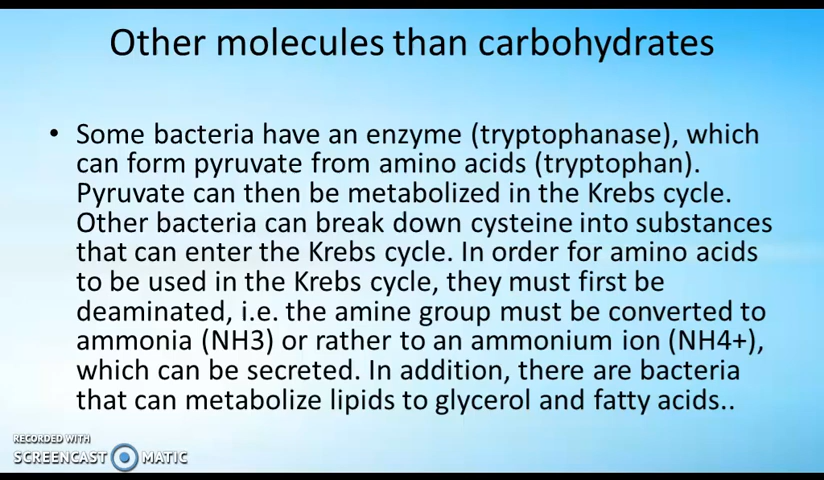 Other molecules than carbohydrates
• Some bacteria have an enzyme (tryptophanase), which
can form pyruvate from amino acids (tryptophan).
Pyruvate can then be metabolized in the Krebs cycle.
Other bacteria can break down cysteine into substances
that can enter the Krebs cycle. In order for amino acids
to be used in the Krebs cycle, they must first be
deaminated, i.e. the amine group must be converted to
ammonia (NH3) or rather to an ammonium ion (NH4+),
which can be secreted. In addition, there are bacteria
that can metabolize lipids to glycerol and fatty acids..
RECORDED WITH
SCREENCAST MATIC